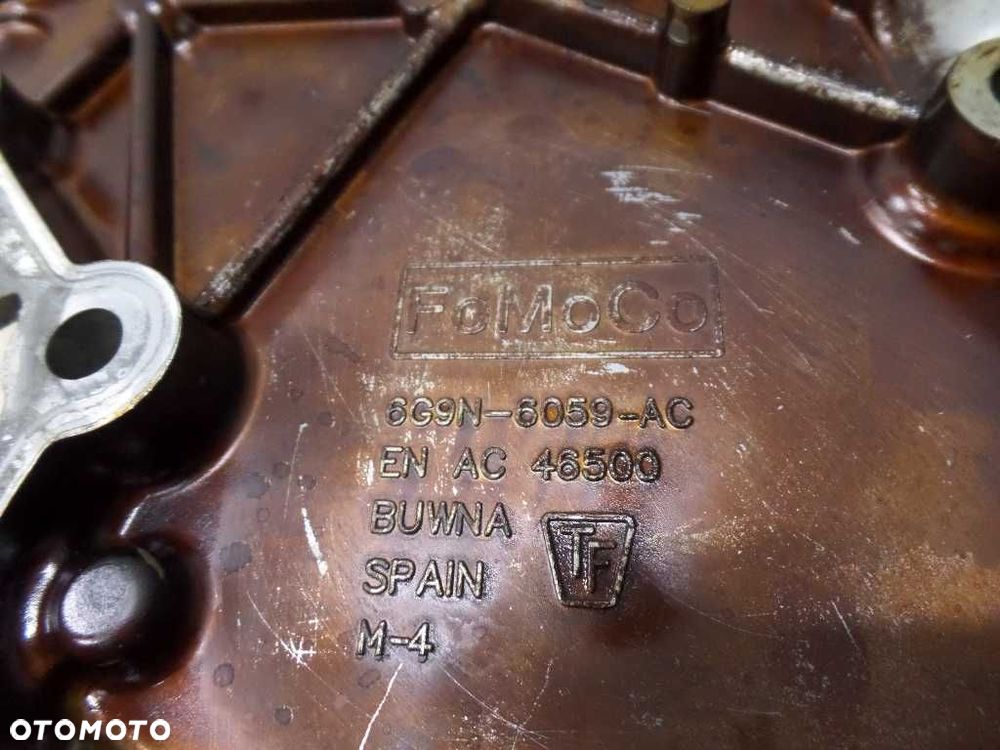 FoMoCo
6G9N-6059-AC
EN AC 46500
BUWNA
TF
SPAIN
M-4
OTOMOTO